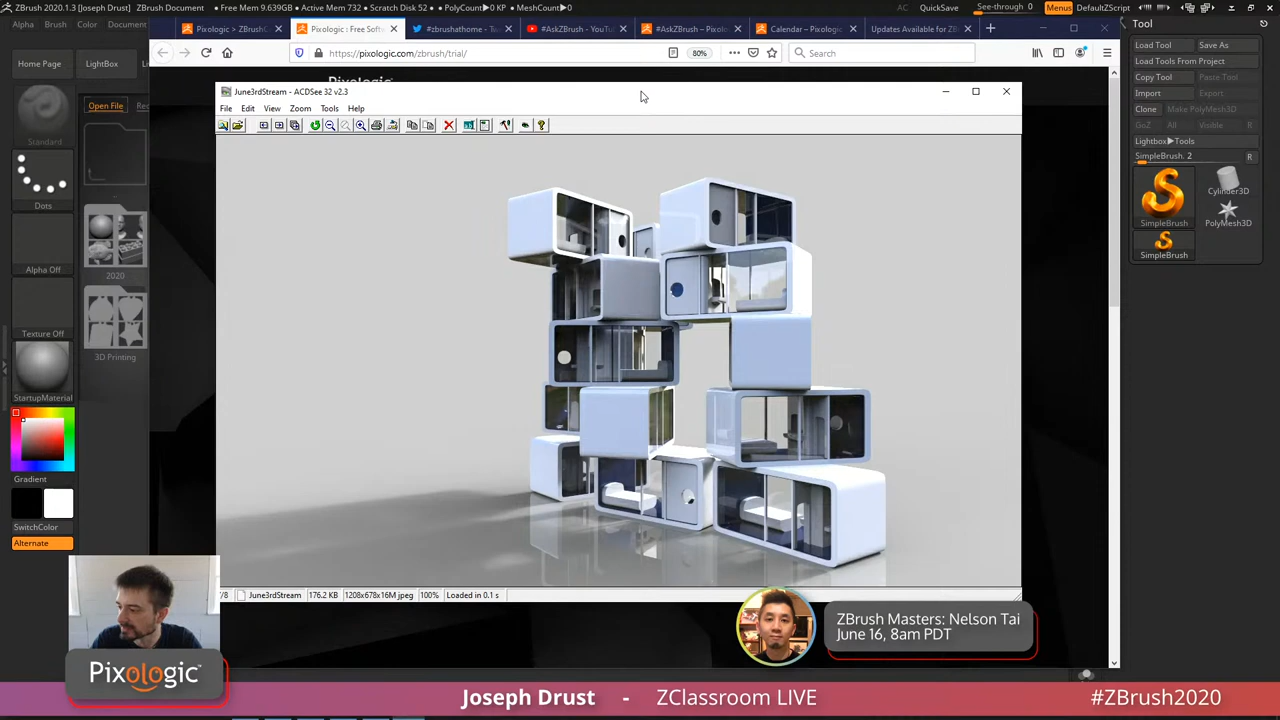 ZBrush 2020.1.3 [Joseph Drust] ZBrush Document • Free Mem 9.639GB • Active Mem 732 • Scratch Disk 52 • PolyCount▸0 KP • MeshCount▸0
AC QuickSave See-through 0 Menus DefaultZScript
Alpha Brush Color Document
Pixologic > ZBrushC
Pixologic : Free Softw
#zbrushathome - T
#AskZBrush - YouTu
#AskZBrush – Pixolo
Calendar – Pixologic
Updates Available for ZB
https://pixologic.com/zbrush/trial/
80%
Search
Pixologic
Home Page LightBox
Standard
Open File
Dots
Alpha Off
2020
Texture Off
3D Printing
StartupMaterial
Gradient
SwitchColor
Alternate
June3rdStream - ACDSee 32 v2.3
File Edit View Zoom Tools Help
7/8 June3rdStream 176.2 KB 1208x678x16M jpeg 100% Loaded in 0.1 s
Tool
Load Tool Save As
Load Tools From Project
Copy Tool Paste Tool
Import Export
Clone Make PolyMesh3D
GoZ All Visible R
Lightbox▸Tools
SimpleBrush. 2 R
Cylinder3D
SimpleBrush PolyMesh3D
SimpleBrush
ZBrush Masters: Nelson Tai
June 16, 8am PDT
Pixologic™
Joseph Drust - ZClassroom LIVE #ZBrush2020